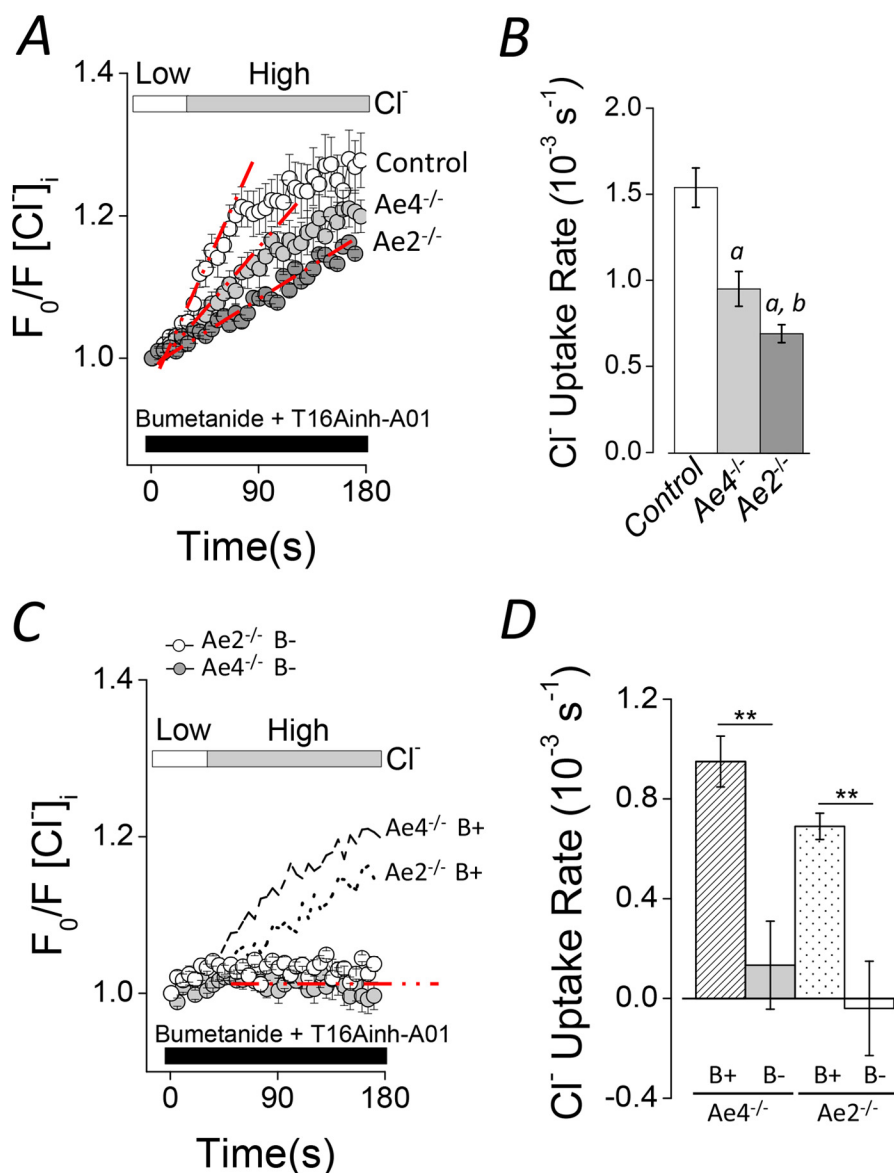 A
1.4
Low High
Cl⁻
Control
Ae4⁻/⁻
Ae2⁻/⁻
1.2
1.0
F₀/F [Cl⁻]ᵢ
Bumetanide + T16Ainh-A01
0 90 180
Time(s)
B
2.0
1.5
1.0
0.5
0.0
Cl⁻ Uptake Rate (10⁻³ s⁻¹)
a
a, b
Control Ae4⁻/⁻ Ae2⁻/⁻
C
Ae2⁻/⁻ B-
Ae4⁻/⁻ B-
1.4
Low High
Cl⁻
Ae4⁻/⁻ B+
1.2
Ae2⁻/⁻ B+
1.0
F₀/F [Cl⁻]ᵢ
Bumetanide + T16Ainh-A01
0 90 180
Time(s)
D
1.2
0.8
0.4
0.0
-0.4
Cl⁻ Uptake Rate (10⁻³ s⁻¹)
**
**
B+ B- B+ B-
Ae4⁻/⁻ Ae2⁻/⁻